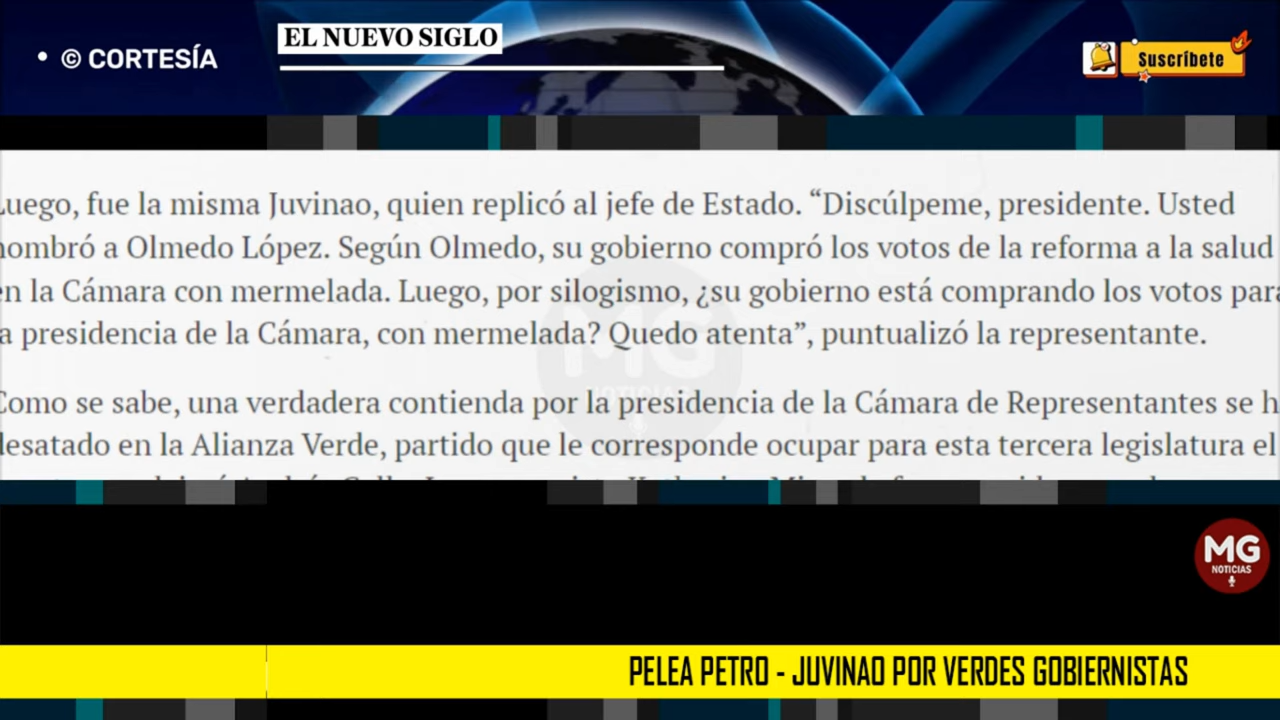 • © CORTESÍA
EL NUEVO SIGLO
Suscríbete
Luego, fue la misma Juvinao, quien replicó al jefe de Estado. “Discúlpeme, presidente. Usted
nombró a Olmedo López. Según Olmedo, su gobierno compró los votos de la reforma a la salud
en la Cámara con mermelada. Luego, por silogismo, ¿su gobierno está comprando los votos para
la presidencia de la Cámara, con mermelada? Quedo atenta”, puntualizó la representante.
Como se sabe, una verdadera contienda por la presidencia de la Cámara de Representantes se h
desatado en la Alianza Verde, partido que le corresponde ocupar para esta tercera legislatura el
MG
NOTICIAS
MG
NOTICIAS
PELEA PETRO - JUVINAO POR VERDES GOBIERNISTAS